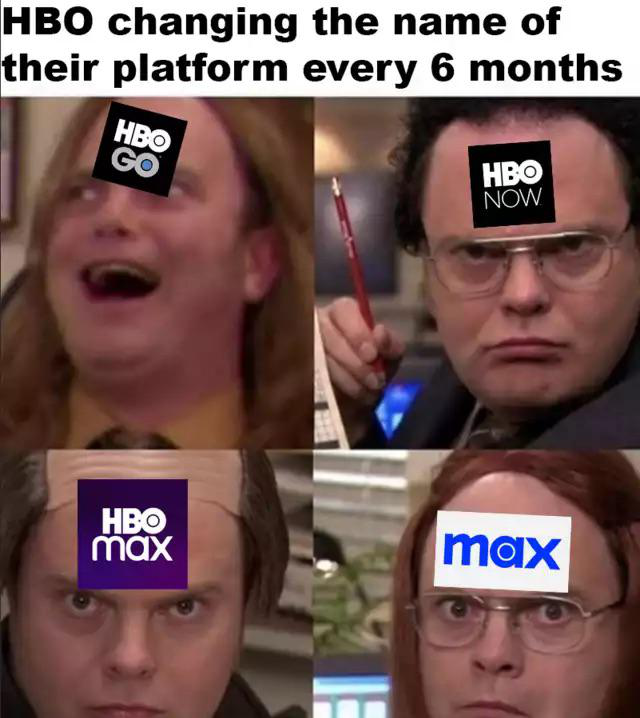 HBO changing the name of
their platform every 6 months
HBO
GO
HBO
NOW
HBO
max
max